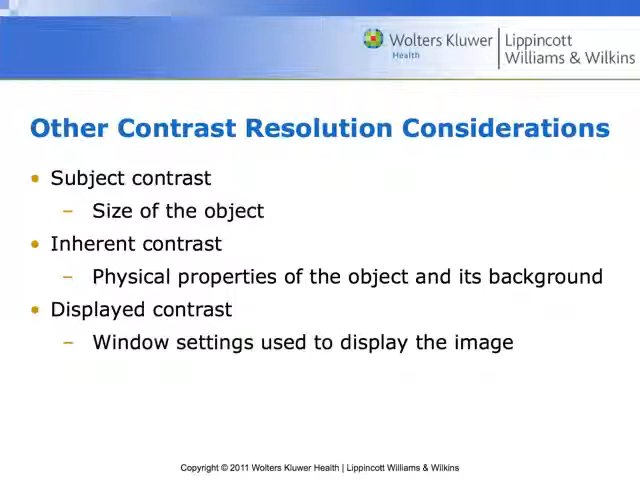 Wolters Kluwer
Health
Lippincott
Williams & Wilkins
Other Contrast Resolution Considerations
• Subject contrast
– Size of the object
• Inherent contrast
– Physical properties of the object and its background
• Displayed contrast
– Window settings used to display the image
Copyright © 2011 Wolters Kluwer Health | Lippincott Williams & Wilkins